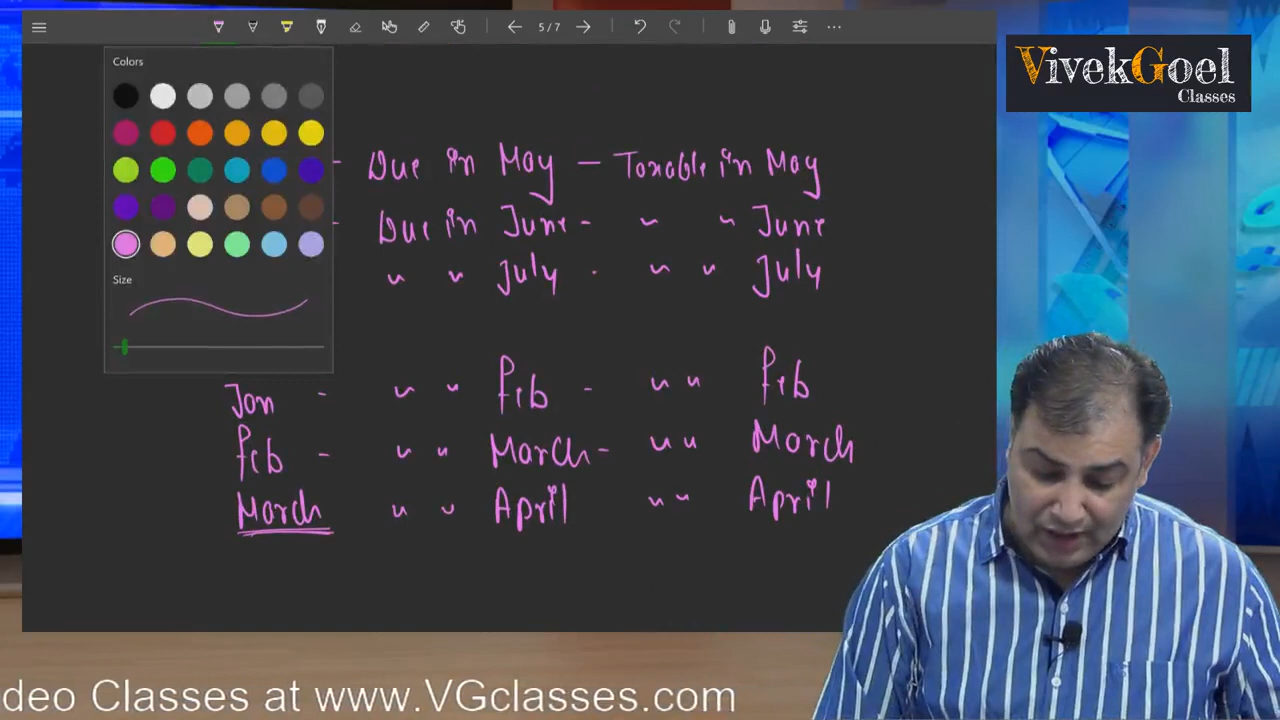 5/7
VivekGoel
Classes
Colors
- Due in May - Taxable in May
- Due in June - " " June
" " July - " " July
Size
Jan - " " Feb - " " Feb
Feb - " " March - " " March
March " " April " " April
deo Classes at www.VGclasses.com